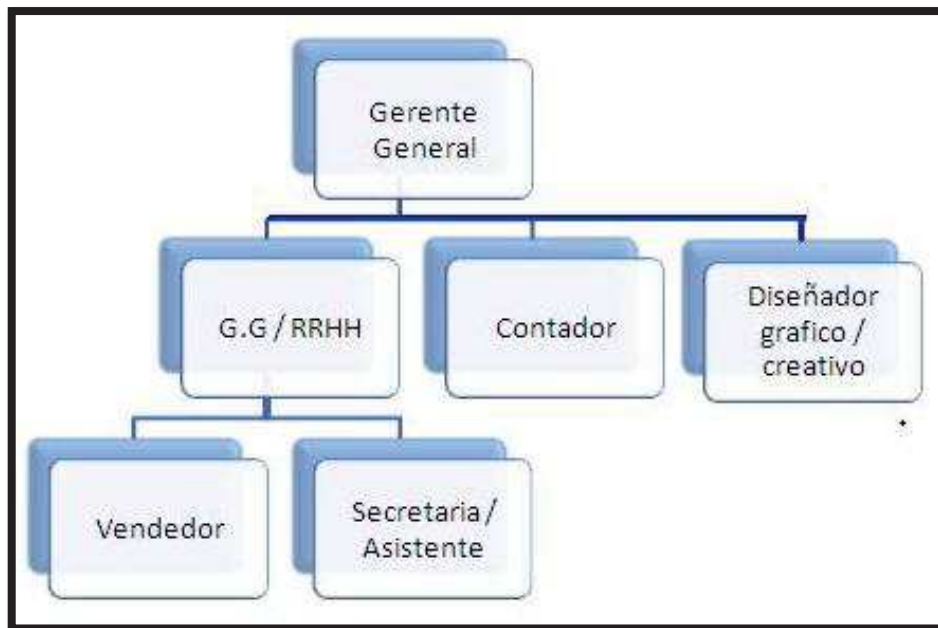 Gerente
General
G.G / RRHH
Contador
Diseñador
grafico /
creativo
Vendedor
Secretaria /
Asistente